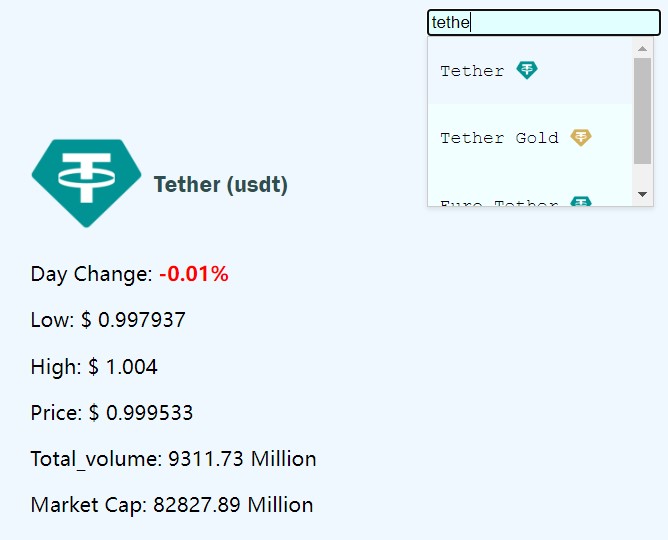 tethe
Tether
Tether Gold
Euro Tether
Tether (usdt)
Day Change: -0.01%
Low: $ 0.997937
High: $ 1.004
Price: $ 0.999533
Total_volume: 9311.73 Million
Market Cap: 82827.89 Million